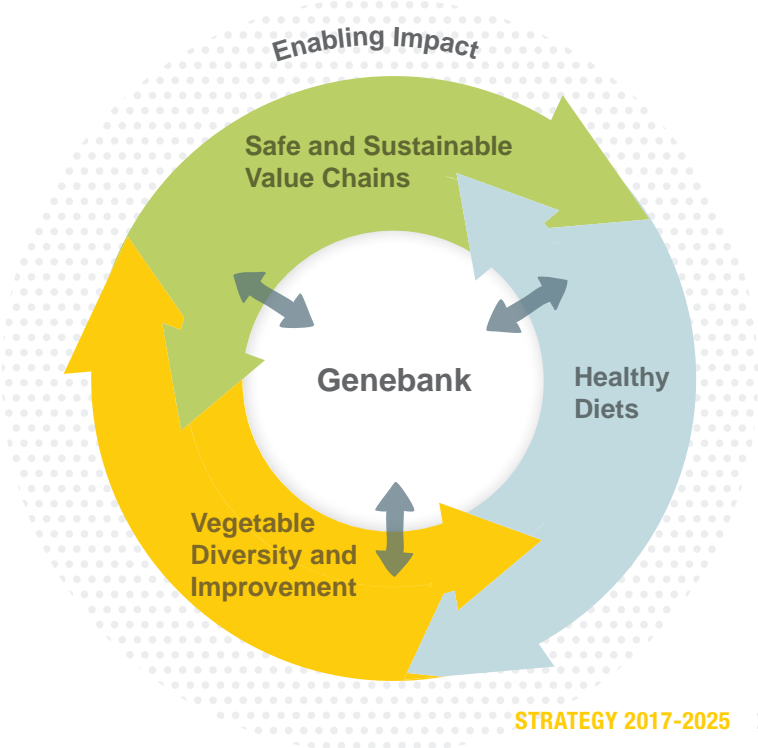 Enabling Impact
Safe and Sustainable
Value Chains
Genebank
Healthy
Diets
Vegetable
Diversity and
Improvement
STRATEGY 2017-2025